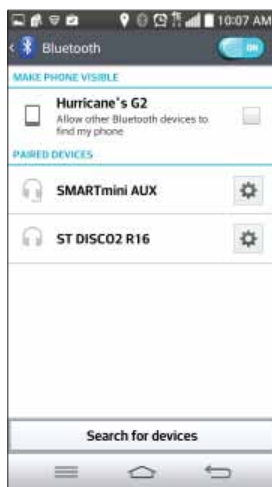 10:07 AM
Bluetooth
ON
MAKE PHONE VISIBLE
Hurricane's G2
Allow other Bluetooth devices to
find my phone
PAIRED DEVICES
SMARTmini AUX
ST DISCO2 R16
Search for devices